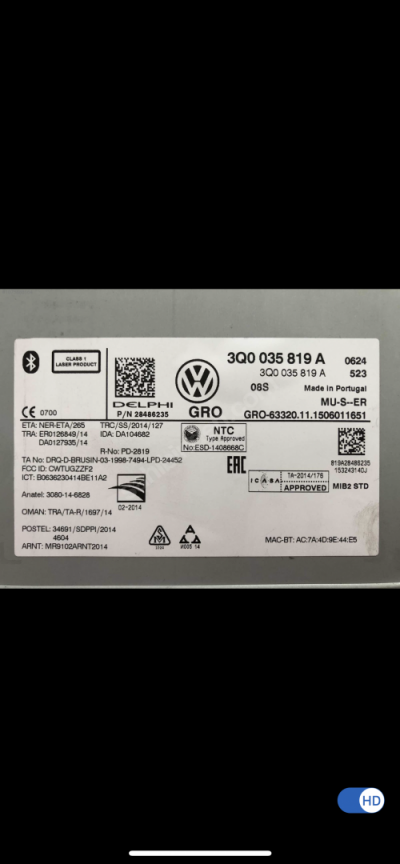 CLASS 1
LASER PRODUCT
0700
DELPHI
P/N 28486235
GRO
3Q0 035 819 A 0624
3Q0 035 819 A 523
08S Made in Portugal
MU-S--ER
GRO-63320.11.1506011651
ETA: NER-ETA/265 TRC/SS/2014/127
TRA: ER0126849/14 IDA: DA104682
DA0127935/14
R-No: PD-2819
TA No: DRQ-D-BRUSIN-03-1998-7494-LPD-24452
FCC ID: CWTUGZZF2
ICT: B0636230414BE11A2
NTC
Type Approved
No:ESD-1408668C
EAC
ICASA
TA-2014/176
APPROVED
810A28486235
15324314OJ
MIB2 STD
Anatel: 3080-14-6828
02-2014
OMAN: TRA/TA-R/1697/14
POSTEL: 34691/SDPPI/2014
4604
ARNT: MR9102ARNT2014
MAC-BT: AC:7A:4D:9E:44:E5
HD